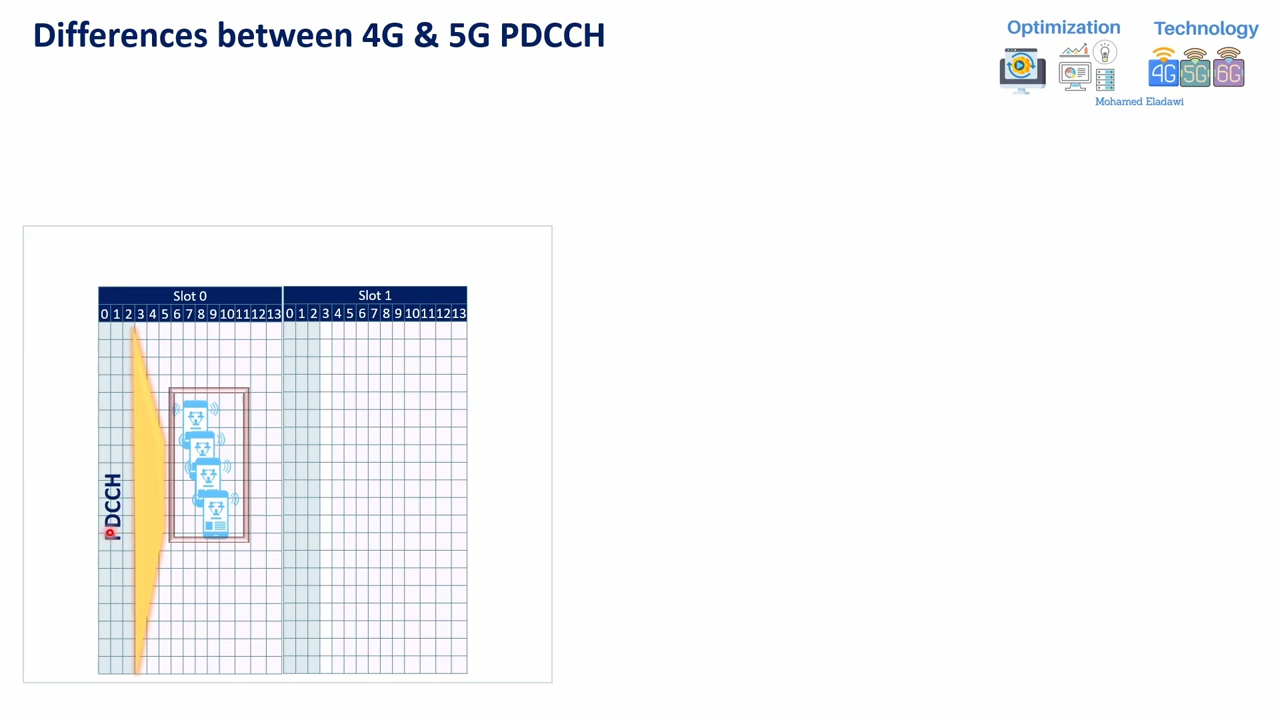 Differences between 4G & 5G PDCCH
Optimization
Technology
4G 5G 6G
Mohamed Eladawi
Slot 0 Slot 1
0 1 2 3 4 5 6 7 8 9 10 11 12 13 0 1 2 3 4 5 6 7 8 9 10 11 12 13
PDCCH